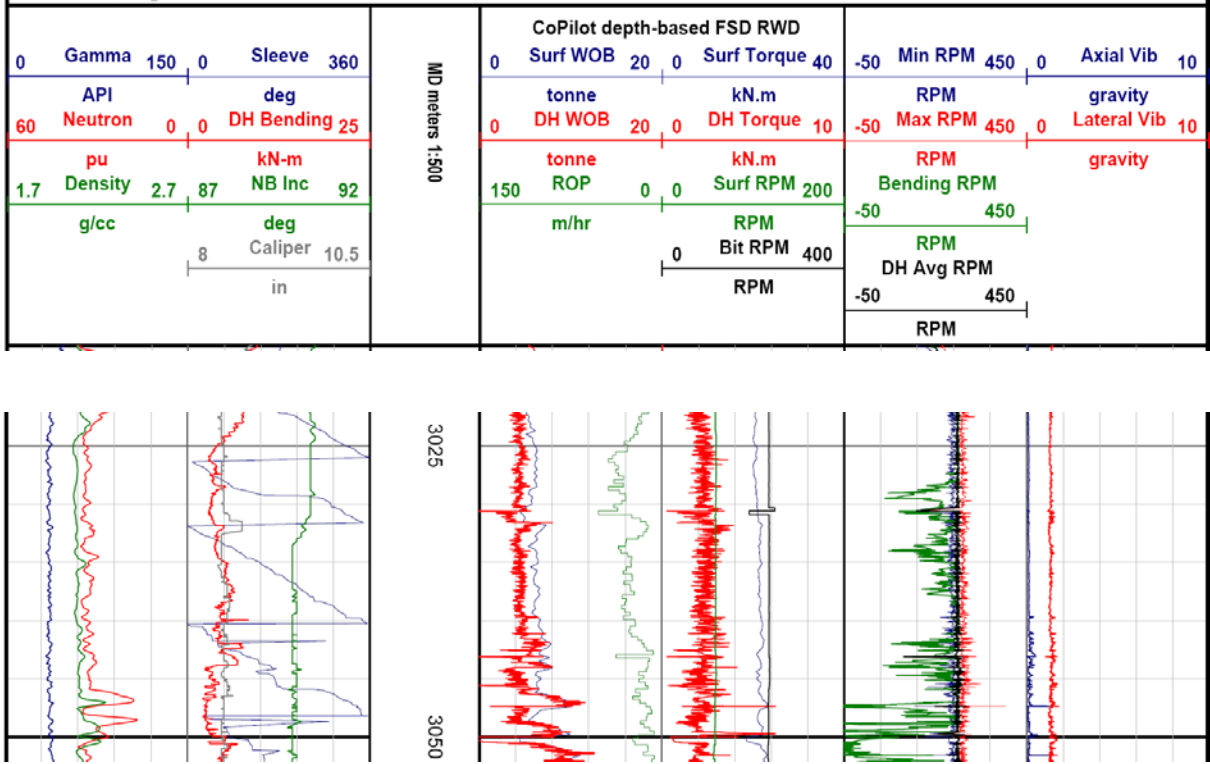 CoPilot depth-based FSD RWD
0 Gamma 150
API
60 Neutron 0
pu
1.7 Density 2.7
g/cc
0 Sleeve 360
deg
0 DH Bending 25
kN-m
87 NB Inc 92
deg
8 Caliper 10.5
in
MD meters 1:500
0 Surf WOB 20
tonne
0 DH WOB 20
tonne
150 ROP 0
m/hr
0 Surf Torque 40
kN.m
0 DH Torque 10
kN.m
0 Surf RPM 200
RPM
0 Bit RPM 400
RPM
-50 Min RPM 450
RPM
-50 Max RPM 450
RPM
Bending RPM
-50 450
RPM
DH Avg RPM
-50 450
RPM
0 Axial Vib 10
gravity
0 Lateral Vib 10
gravity
3025
3050